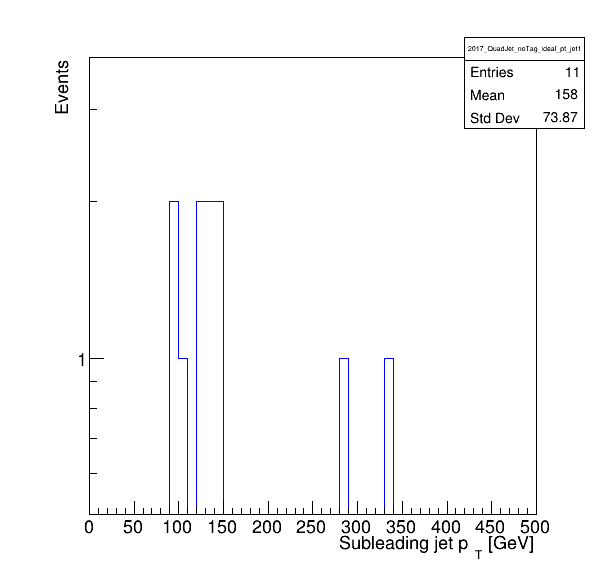 2017_QuadJet_noTag_ideal_pt_jet1
Entries 11
Mean 158
Std Dev 73.87
Events
1
0 50 100 150 200 250 300 350 400 450 500
Subleading jet p T [GeV]